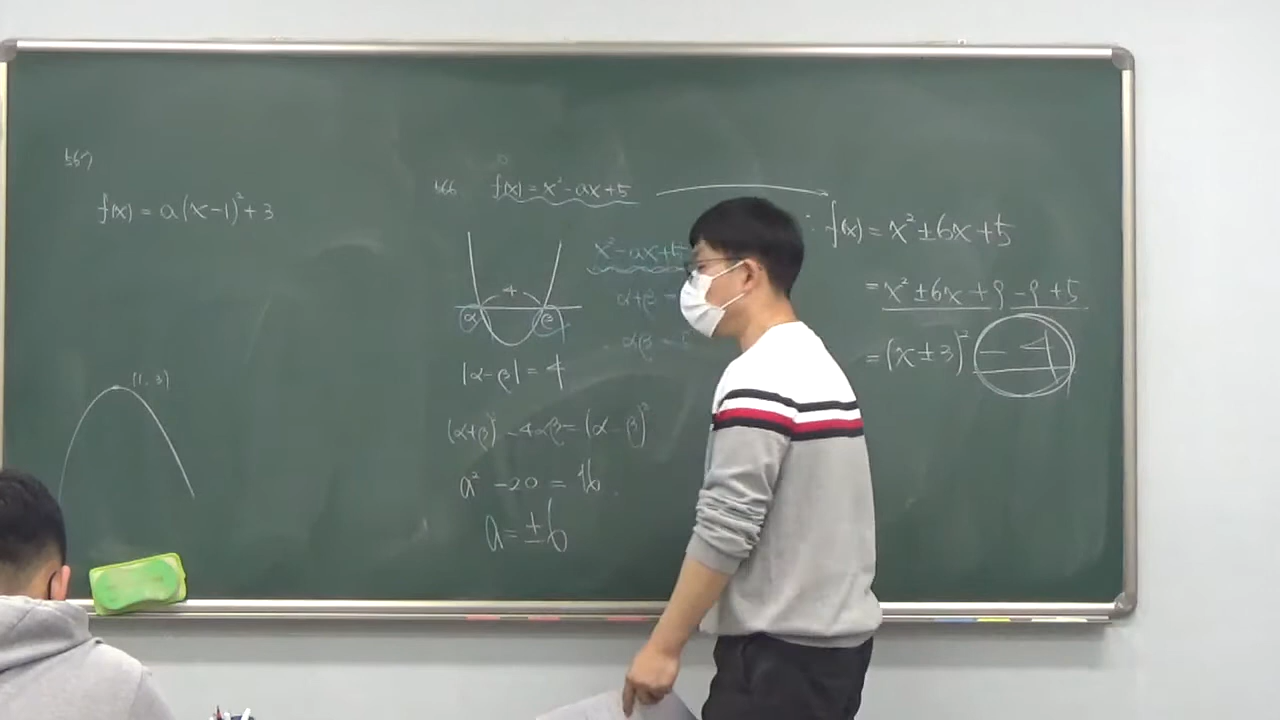 567
f(x) = a(x-1)²+3
(1, 3)
566
f(x) = x²-ax+5
x²-ax+5
4
α β
α+β =
αβ =
|α-β| = 4
(α+β)² -4αβ = (α-β)²
a² -20 = 16
a = ±6
∴ f(x) = x²±6x+5
= x²±6x+9-9+5
= (x±3)² -4